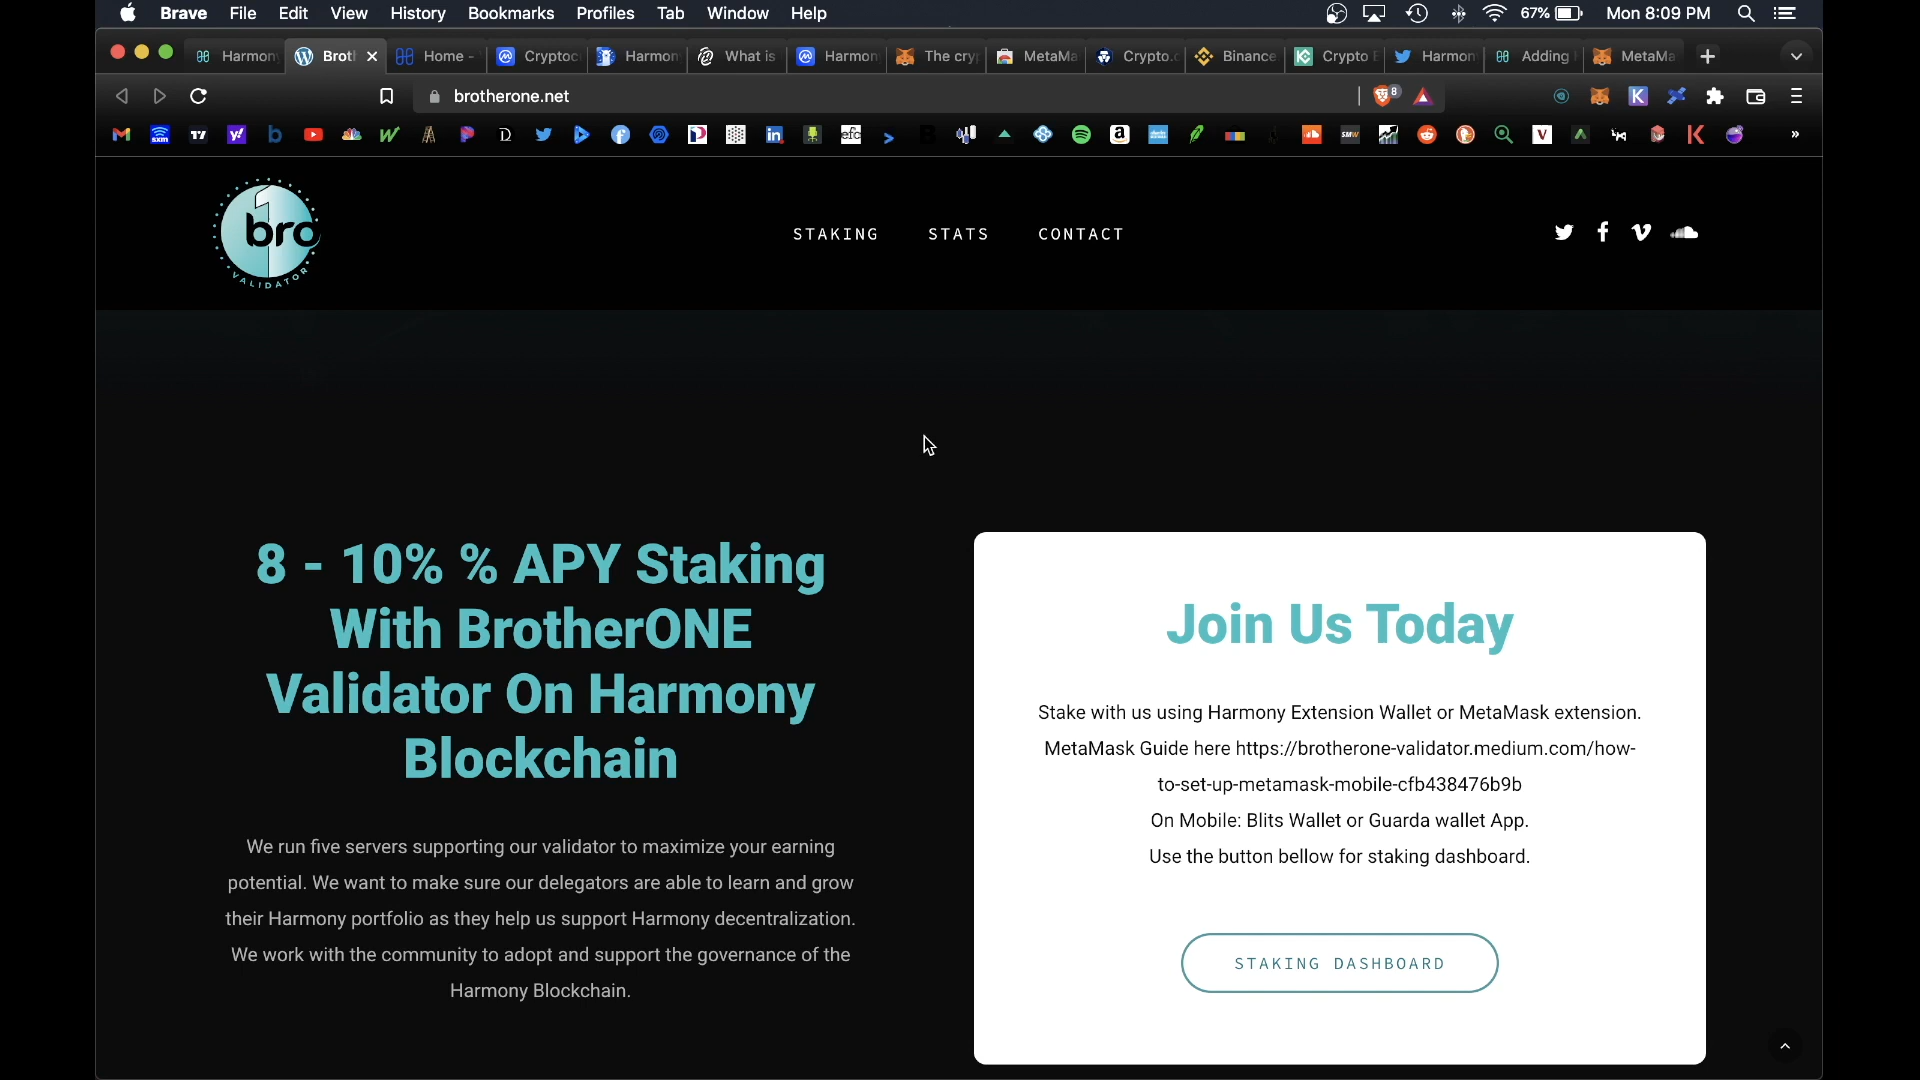 Brave File Edit View History Bookmarks Profiles Tab Window Help 67% Mon 8:09 PM
Harmony Brot Home - Cryptoc Harmon What is Harmon The cryp MetaMa Crypto.c Binance Crypto E Harmon Adding MetaMa
brotherone.net 8
bro
VALIDATOR
STAKING STATS CONTACT
8 - 10% % APY Staking
With BrotherONE
Validator On Harmony
Blockchain
We run five servers supporting our validator to maximize your earning
potential. We want to make sure our delegators are able to learn and grow
their Harmony portfolio as they help us support Harmony decentralization.
We work with the community to adopt and support the governance of the
Harmony Blockchain.
Join Us Today
Stake with us using Harmony Extension Wallet or MetaMask extension.
MetaMask Guide here https://brotherone-validator.medium.com/how-
to-set-up-metamask-mobile-cfb438476b9b
On Mobile: Blits Wallet or Guarda wallet App.
Use the button bellow for staking dashboard.
STAKING DASHBOARD